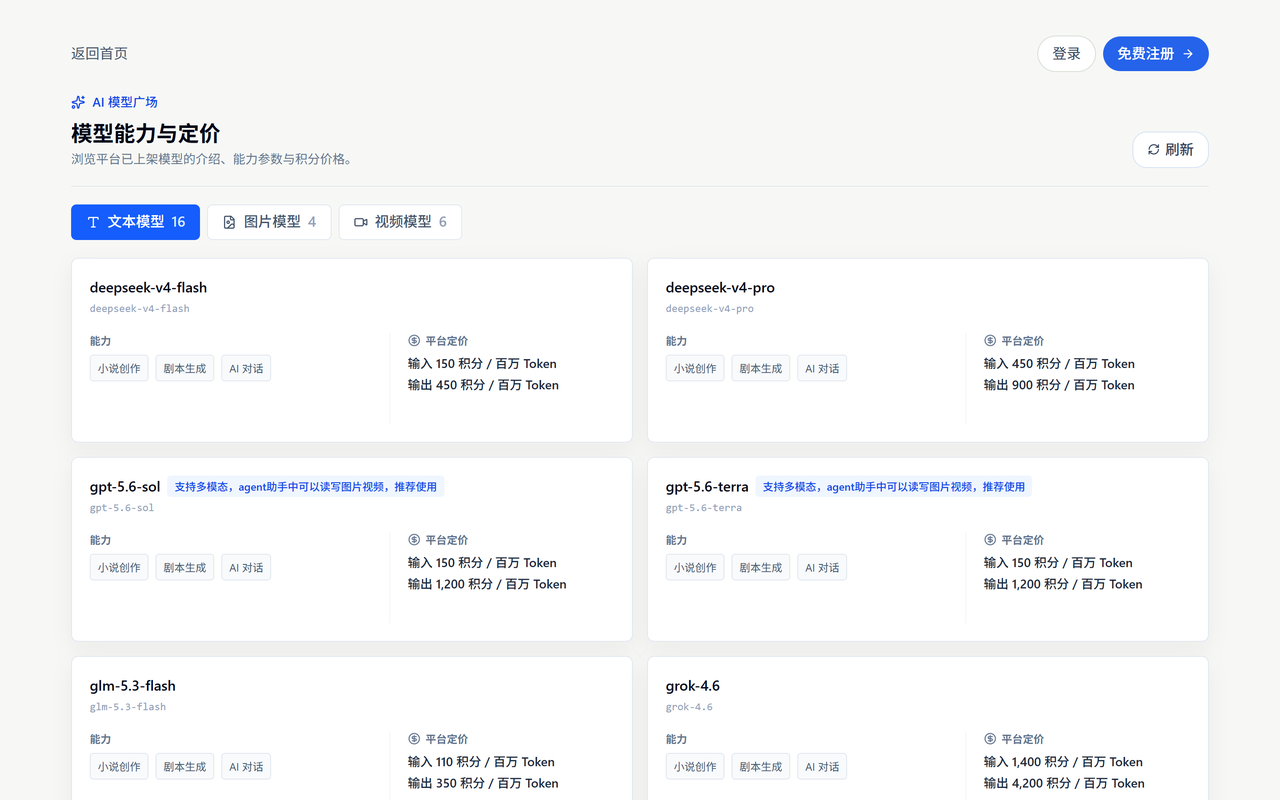 返回首页
登录
免费注册
AI 模型广场
模型能力与定价
浏览平台已上架模型的介绍、能力参数与积分价格。
刷新
文本模型 16
图片模型 4
视频模型 6
deepseek-v4-flash
deepseek-v4-flash
能力
小说创作 剧本生成 AI 对话
平台定价
输入 150 积分 / 百万 Token
输出 450 积分 / 百万 Token
deepseek-v4-pro
deepseek-v4-pro
能力
小说创作 剧本生成 AI 对话
平台定价
输入 450 积分 / 百万 Token
输出 900 积分 / 百万 Token
gpt-5.6-sol 支持多模态，agent助手中可以读写图片视频，推荐使用
gpt-5.6-sol
能力
小说创作 剧本生成 AI 对话
平台定价
输入 150 积分 / 百万 Token
输出 1,200 积分 / 百万 Token
gpt-5.6-terra 支持多模态，agent助手中可以读写图片视频，推荐使用
gpt-5.6-terra
能力
小说创作 剧本生成 AI 对话
平台定价
输入 150 积分 / 百万 Token
输出 1,200 积分 / 百万 Token
glm-5.3-flash
glm-5.3-flash
能力
小说创作 剧本生成 AI 对话
平台定价
输入 110 积分 / 百万 Token
输出 350 积分 / 百万 Token
grok-4.6
grok-4.6
能力
小说创作 剧本生成 AI 对话
平台定价
输入 1,400 积分 / 百万 Token
输出 4,200 积分 / 百万 Token